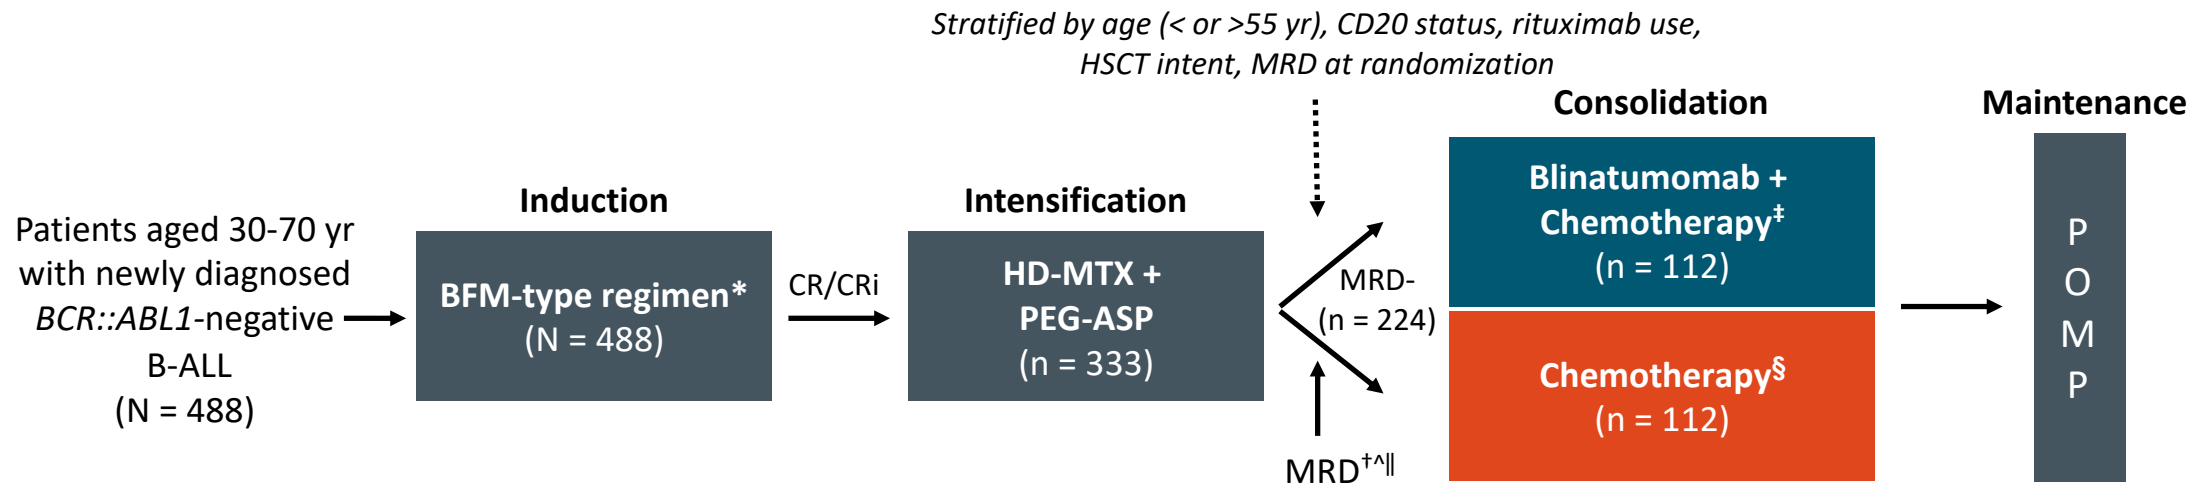 Stratified by age (< or >55 yr), CD20 status, rituximab use,
HSCT intent, MRD at randomization
Patients aged 30-70 yr
with newly diagnosed
BCR::ABL1-negative
B-ALL
(N = 488)
Induction
BFM-type regimen*
(N = 488)
CR/CRi
Intensification
HD-MTX +
PEG-ASP
(n = 333)
MRD-
(n = 224)
MRD†^‖
Consolidation
Blinatumomab +
Chemotherapy‡
(n = 112)
Chemotherapy§
(n = 112)
Maintenance
P
O
M
P